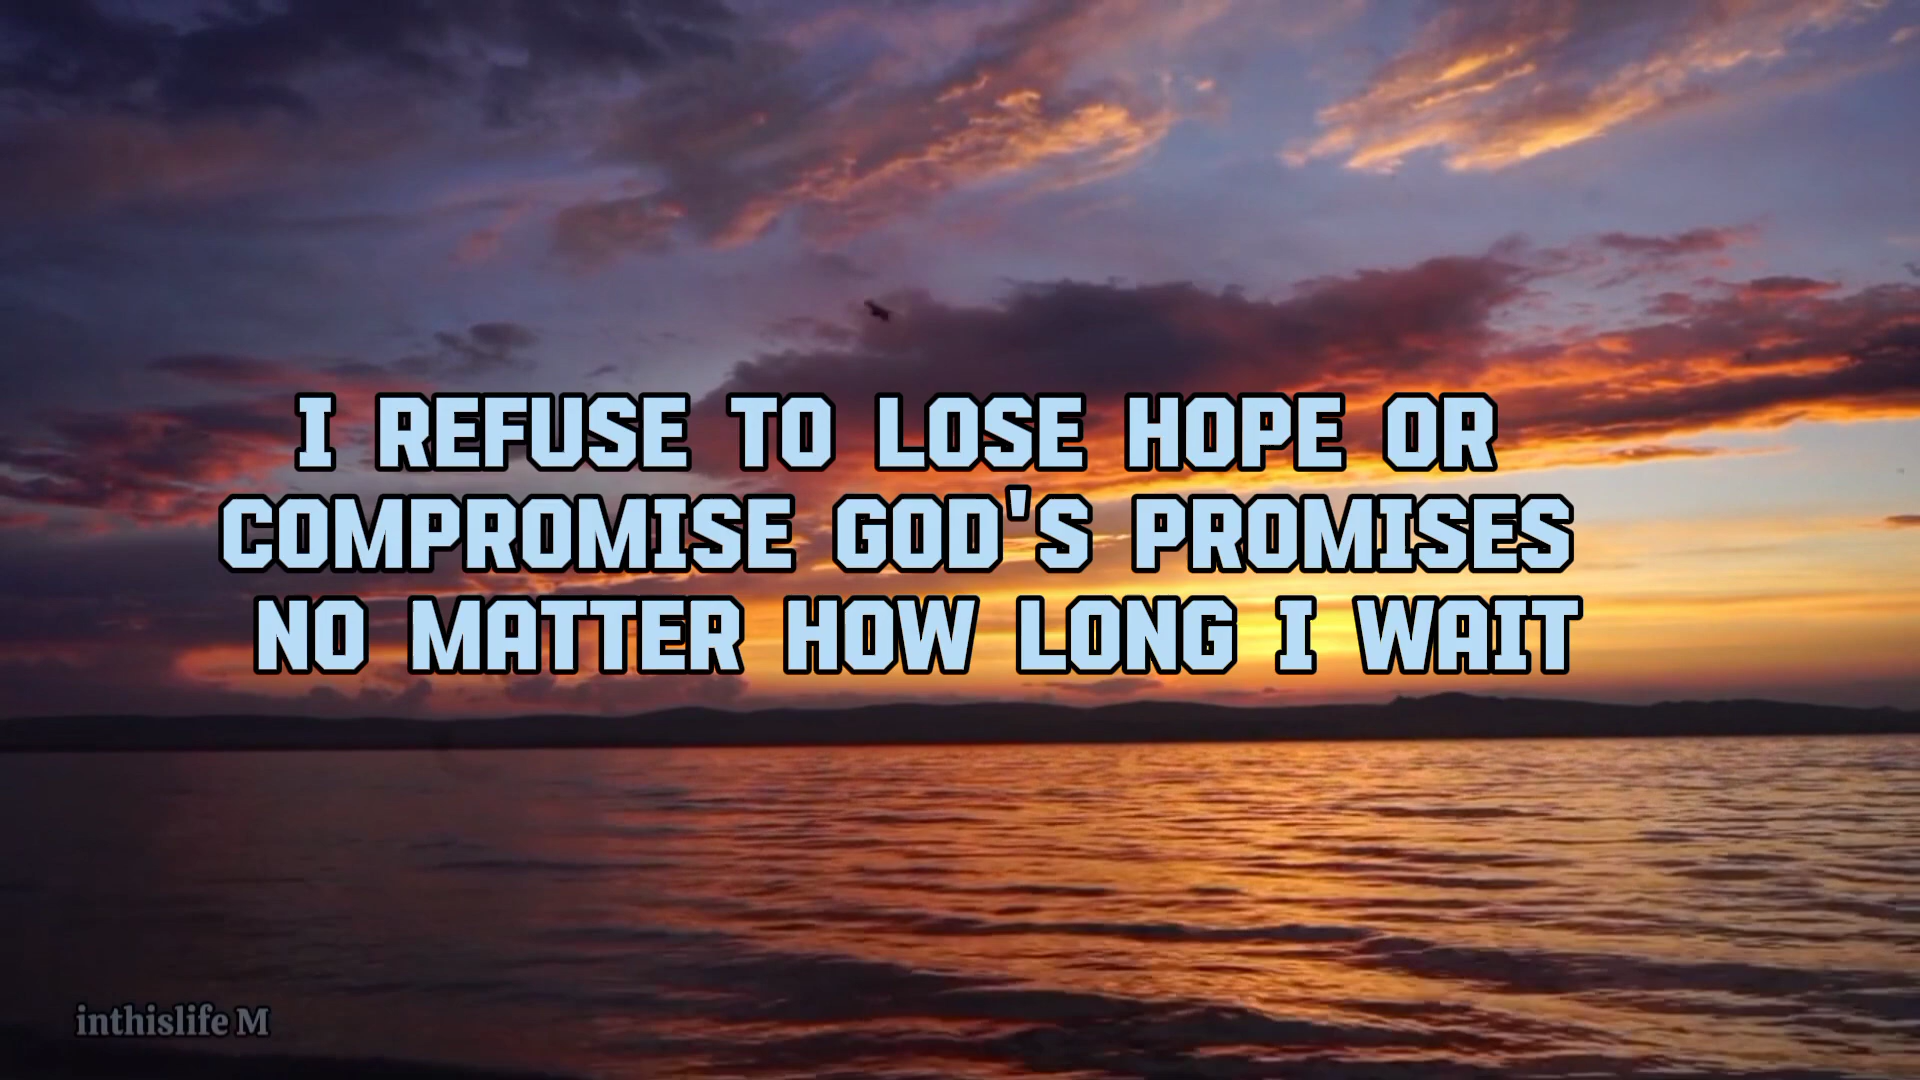 I REFUSE TO LOSE HOPE OR
COMPROMISE GOD'S PROMISES
NO MATTER HOW LONG I WAIT
inthislife M